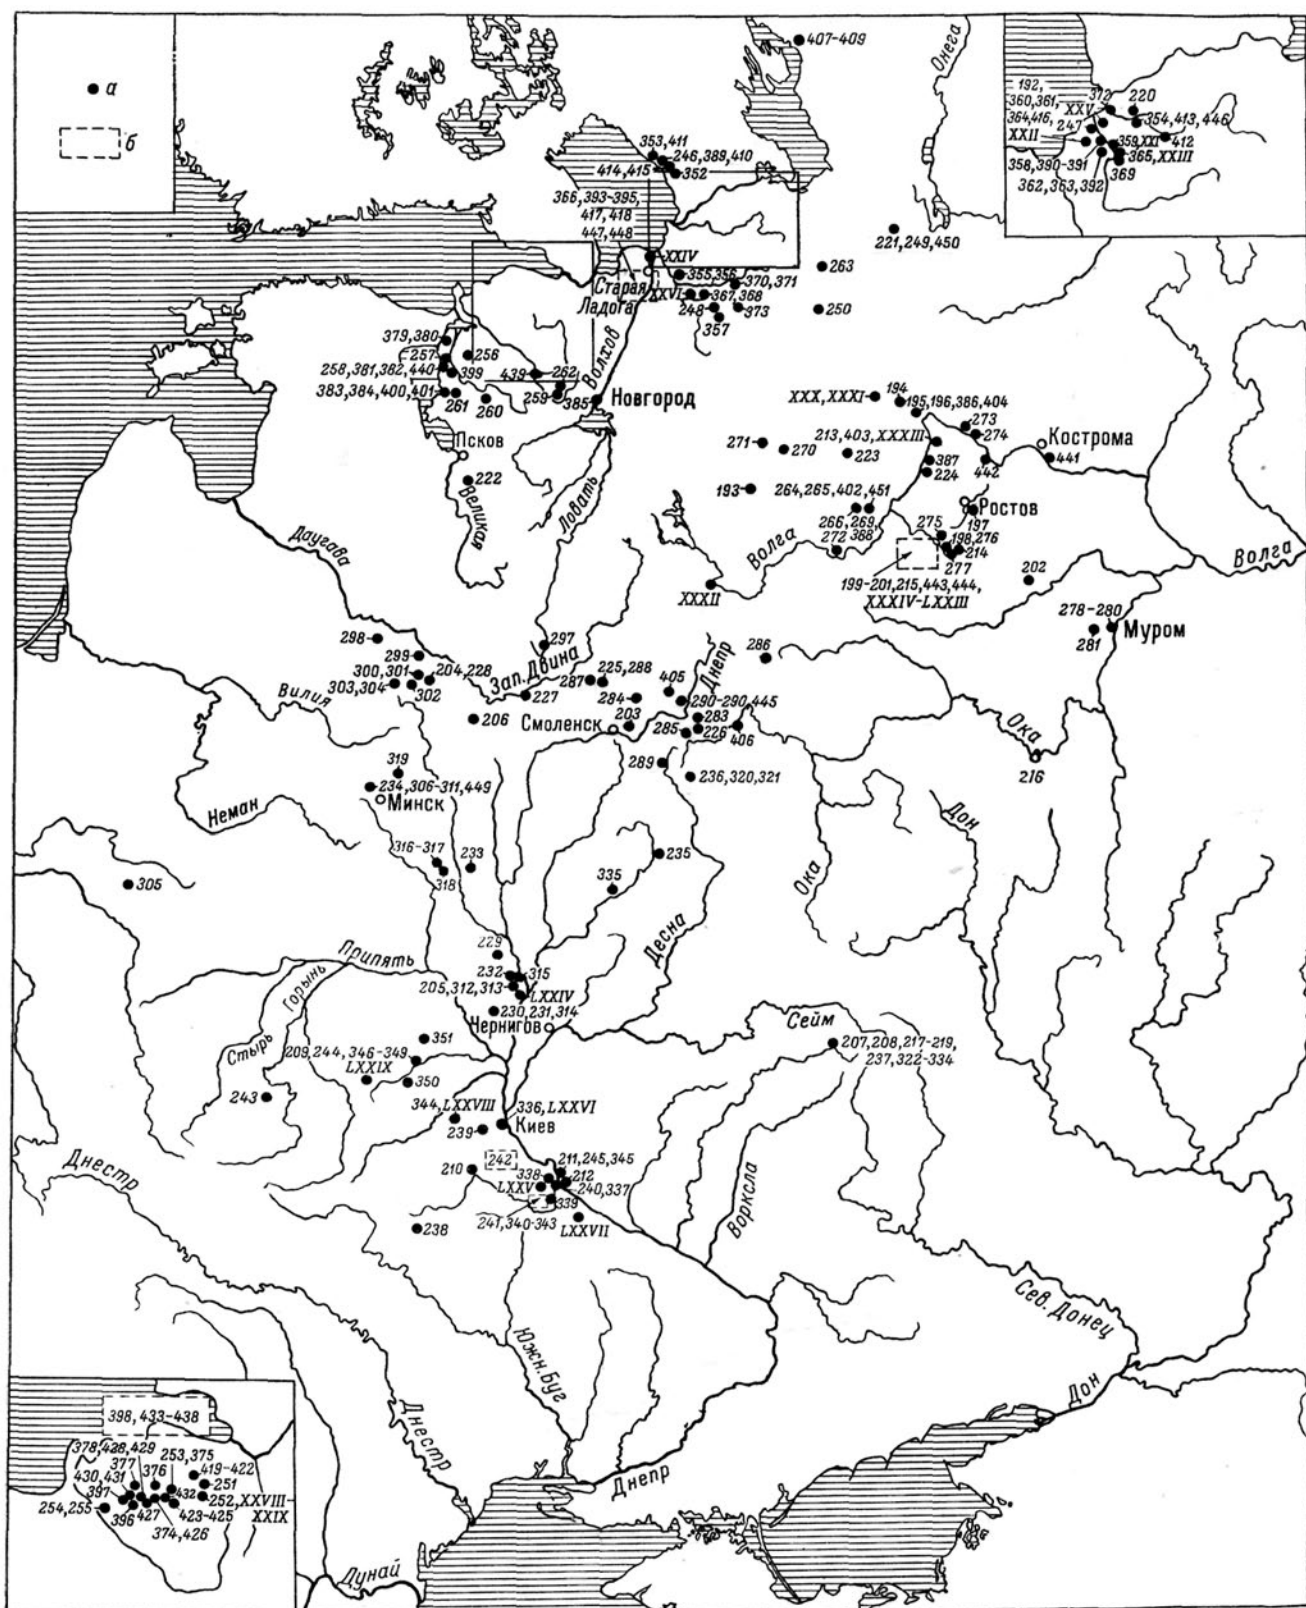 а
б
407-409
Онега
192,
360,361,
364,416,
XXII
372
XXV
247
220
354,413,446
412
359,XXI
365,XXIII
358,390-391
362,363,392
369
353,411
246,389,410
414,415
352
366,393-395,
417,418
447,448
XXIV
221,249,450
263
Старая
Ладога
355,356
370,371
XXVI
367,368
248
373
357
250
379,380
257
256
258,381,382,440
399
439
262
383,384,400,401
261
260
259
385
Волхов
Новгород
Псков
222
Великая
Ловать
XXX,XXXI
194
195,196,386,404
273
274
213,403,XXXIII
Кострома
441
271
270
223
387
224
442
193
264,265,402,451
266,269,
388
272
Ростов
197
275
198,276
214
277
Волга
Волга
199-201,215,443,444,
XXXIV-LXXIII
202
XXXII
278-280
281
Муром
Даугава
298
299
300,301
204,228
303,304
302
297
Зап. Двина
287
225,288
227
284
405
Днепр
286
290-290,445
283
285
226
406
Вилия
206
Смоленск
203
289
236,320,321
Ока
216
319
234,306-311,449
Минск
Неман
Дон
Ока
316-317
318
233
235
335
305
Десна
229
Припять
232
315
205,312,313
LXXIV
230,231,314
Чернигов
Горынь
Стырь
Сейм
207,208,217-219,
237,322-334
351
209,244,346-349
LXXIX
350
243
344,LXXVIII
336,LXXVI
239
Киев
210
242
211,245,345
338
212
LXXV
240,337
339
241,340-343
LXXVII
238
Ворксла
Днестр
Сев. Донец
Южн. Буг
Дон
Днестр
Днепр
Дунай
398,433-438
378,428,429
253,375
377
376
419-422
430,431
251
397
432
252,XXVIII-
XXIX
254,255
396
427
423-425
374,426